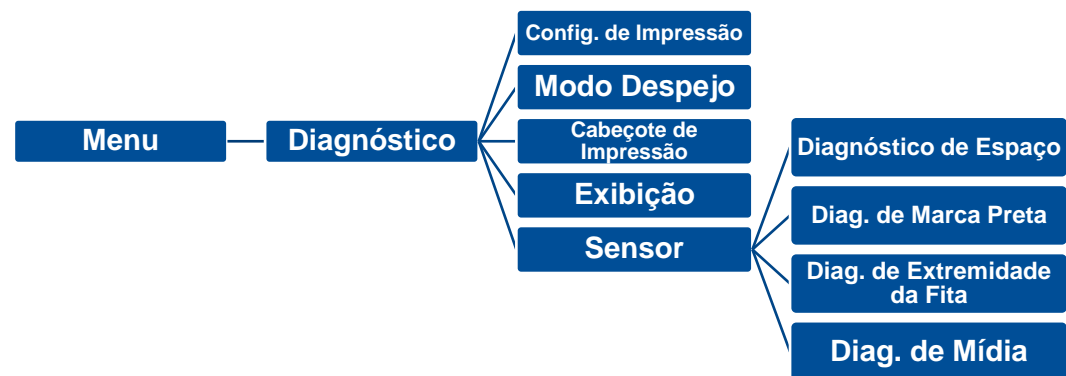 Menu
Diagnóstico
Config. de Impressão
Modo Despejo
Cabeçote de
Impressão
Exibição
Sensor
Diagnóstico de Espaço
Diag. de Marca Preta
Diag. de Extremidade
da Fita
Diag. de Mídia